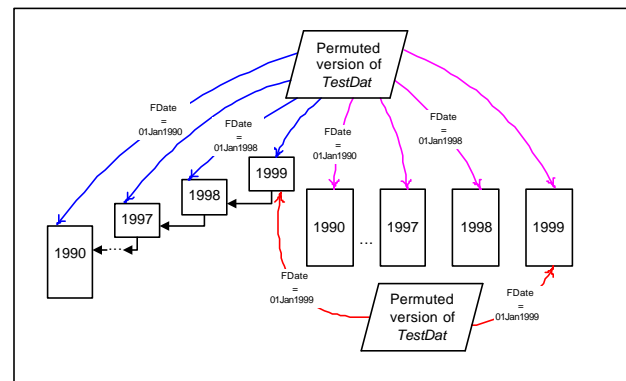 Permuted
version of
TestDat
FDate
=
01Jan1990
FDate
=
01Jan1998
FDate
=
01Jan1990
FDate
=
01Jan1998
1999
1998
1997
1990
1990
...
1997
1998
1999
FDate
=
01Jan1999
Permuted
version of
TestDat
FDate
=
01Jan1999